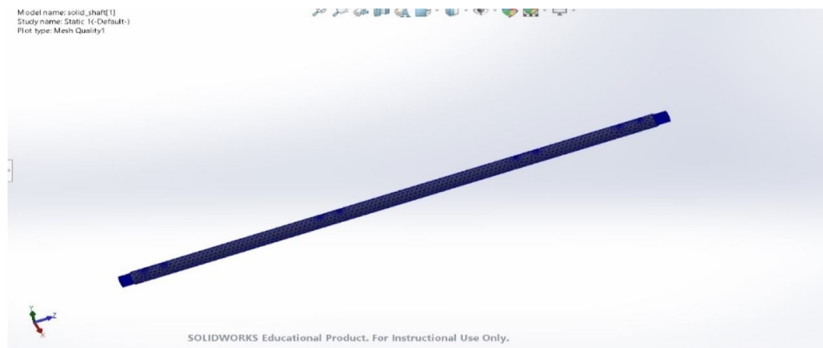 Model name: solid_shaft[1]
Study name: Static 1(-Default-)
Plot type: Mesh Quality1
Y
Z
X
SOLIDWORKS Educational Product. For Instructional Use Only.